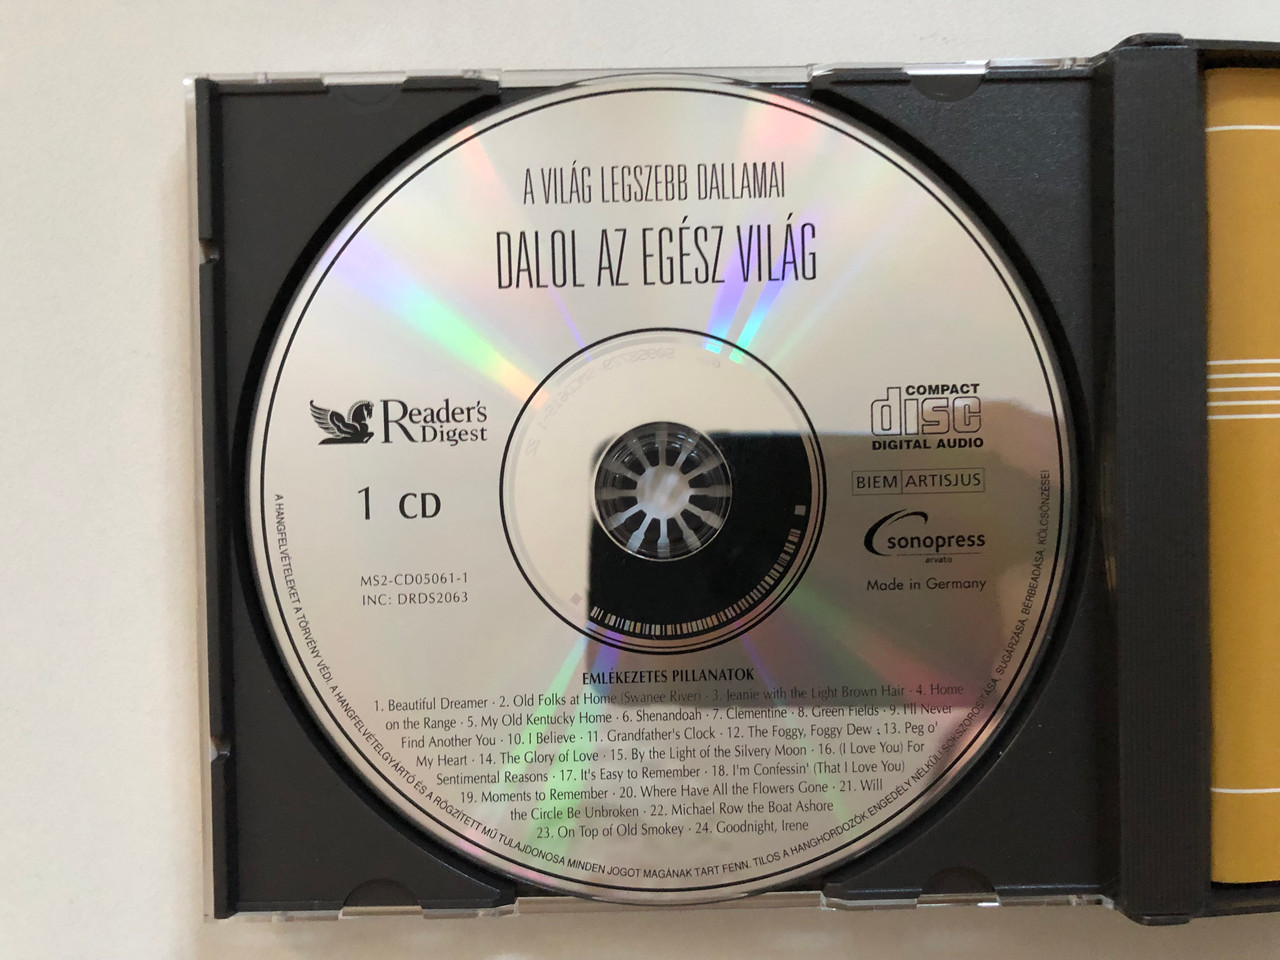 A VILÁG LEGSZEBB DALLAMAI
DALOL AZ EGÉSZ VILÁG
Reader's
Digest
1 CD
MS2-CD05061-1
INC: DRDS2063
COMPACT
disc
DIGITAL AUDIO
BIEM ARTISJUS
sonopress
arvato
Made in Germany
EMLÉKEZETES PILLANATOK
1. Beautiful Dreamer · 2. Old Folks at Home (Swanee River) · 3. Jeanie with the Light Brown Hair · 4. Home
on the Range · 5. My Old Kentucky Home · 6. Shenandoah · 7. Clementine · 8. Green Fields · 9. I'll Never
Find Another You · 10. I Believe · 11. Grandfather's Clock · 12. The Foggy, Foggy Dew · 13. Peg o'
My Heart · 14. The Glory of Love · 15. By the Light of the Silvery Moon · 16. (I Love You) For
Sentimental Reasons · 17. It's Easy to Remember · 18. I'm Confessin' (That I Love You)
19. Moments to Remember · 20. Where Have All the Flowers Gone · 21. Will
the Circle Be Unbroken · 22. Michael Row the Boat Ashore
23. On Top of Old Smokey · 24. Goodnight, Irene
A HANGFELVÉTELEKET A TÖRVÉNY VÉDI. A HANGFELVÉTELGYÁRTÓ ÉS A RÖGZÍTETT MŰ TULAJDONOSA MINDEN JOGOT MAGÁNAK TART FENN. TILOS A HANGHORDOZÓK ENGEDÉLY NÉLKÜLI SOKSZOROSÍTÁSA, SUGÁRZÁSA, BÉRBEADÁSA, KÖLCSÖNZÉSE!